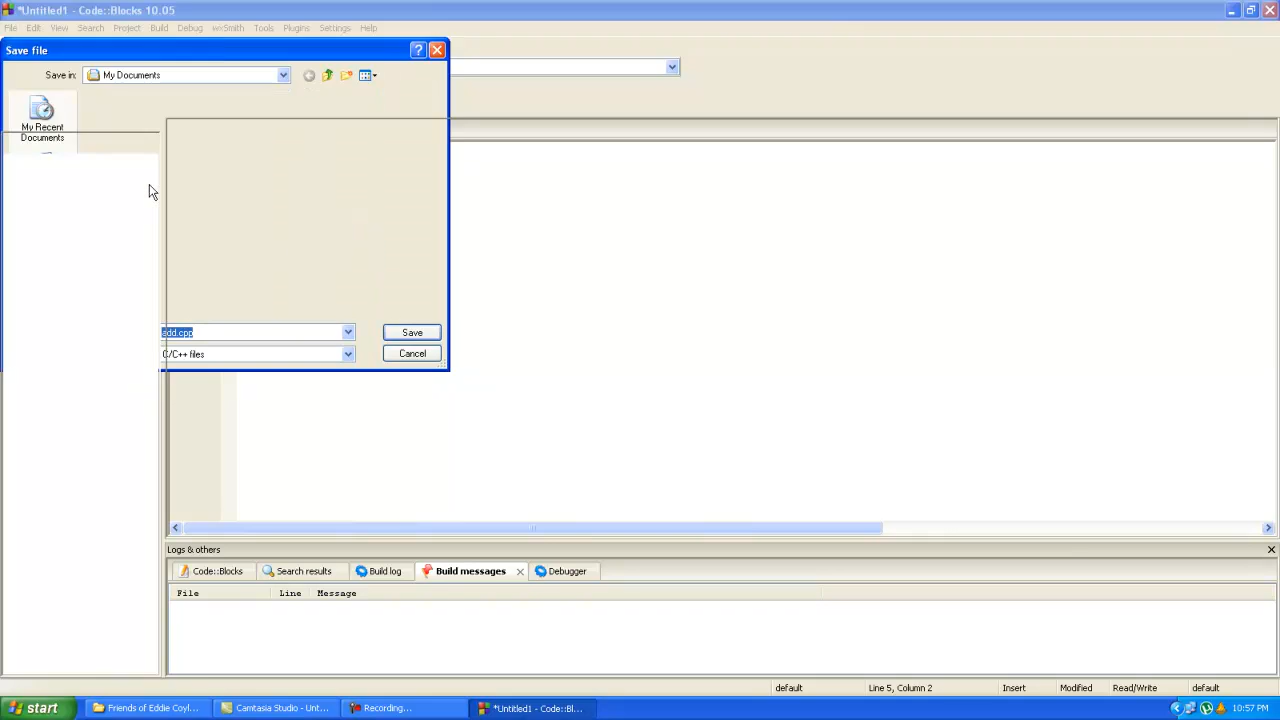 *Untitled1 - Code::Blocks 10.05
File Edit View Search Project Build Debug wxSmith Tools Plugins Settings Help
Save file
Save in: My Documents
My Recent
Documents
add.cpp
Save
C/C++ files
Cancel
Logs & others
Code::Blocks Search results Build log Build messages Debugger
File Line Message
default Line 5, Column 2 Insert Modified Read/Write default
start Friends of Eddie Coyl... Camtasia Studio - Unt... Recording... *Untitled1 - Code::Bl... 10:57 PM